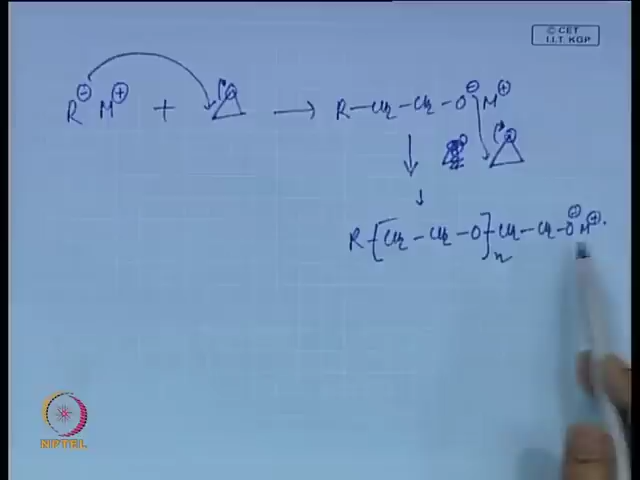 © CET
I.I.T. KGP
R⊖ M⊕ + O → R—CH₂—CH₂—O⊖ M⊕
O
R-[CH₂—CH₂—O]ₙ-CH₂—CH₂—O⊖ M⊕
NPTEL